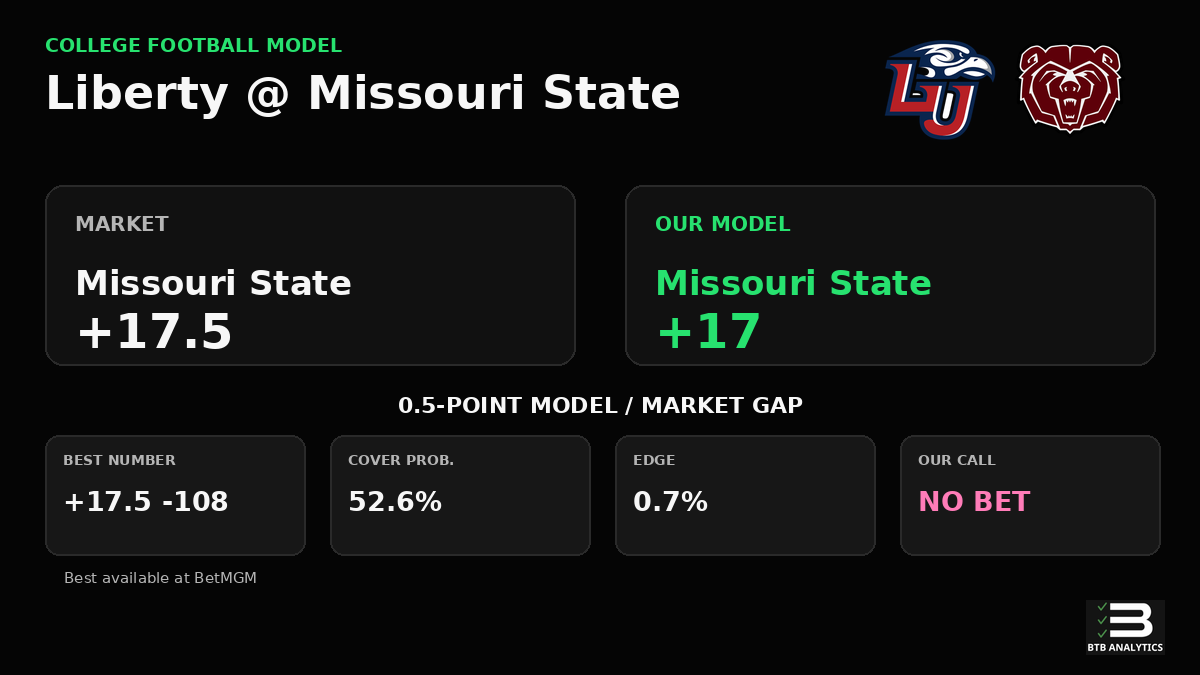 COLLEGE FOOTBALL MODEL
Liberty @ Missouri State
LU
MARKET
Missouri State
+17.5
OUR MODEL
Missouri State
+17
0.5-POINT MODEL / MARKET GAP
BEST NUMBER
+17.5 -108
COVER PROB.
52.6%
EDGE
0.7%
OUR CALL
NO BET
Best available at BetMGM
B
BTB ANALYTICS